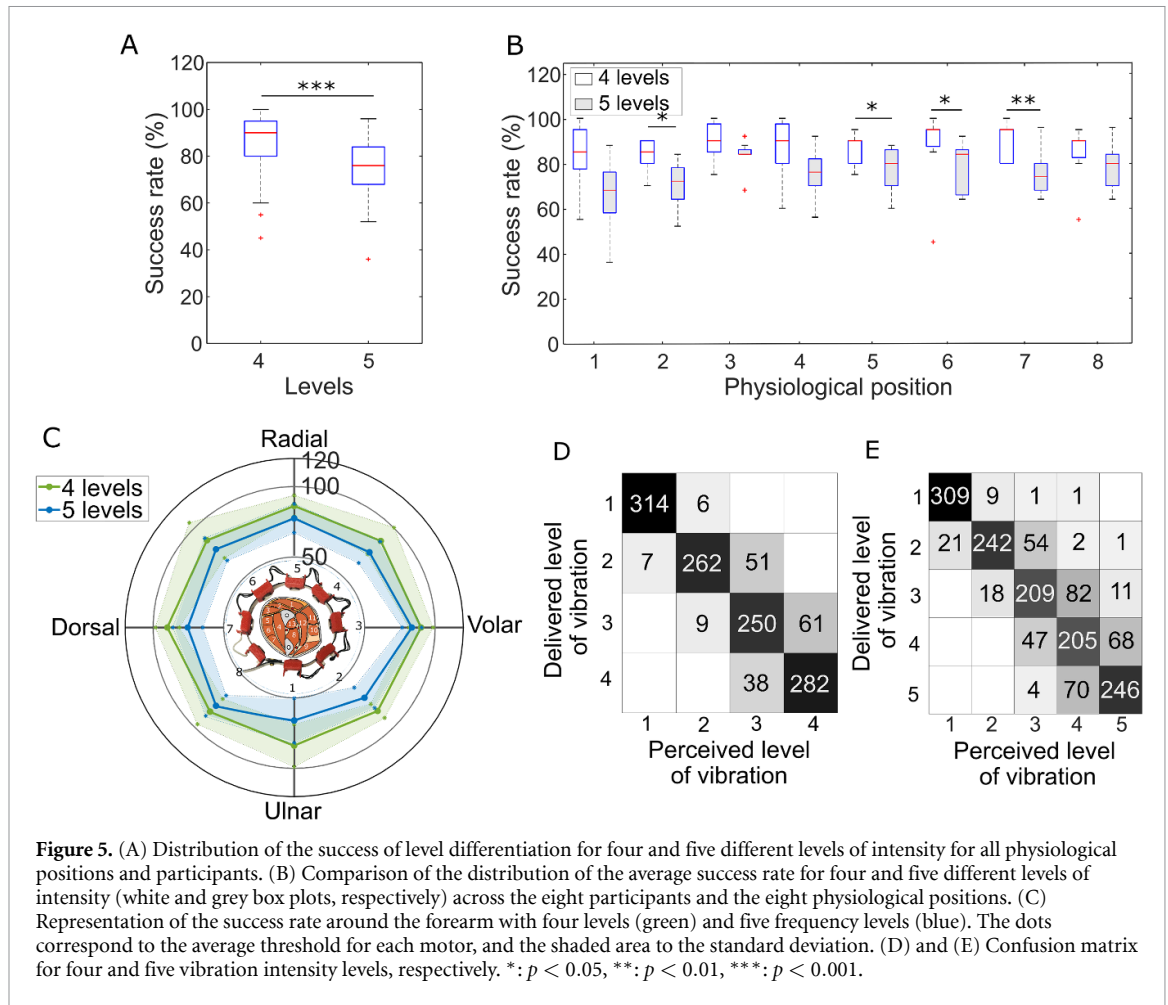 A
Success rate (%)
120
100
80
60
40
20
0
***
4
5
Levels
B
Success rate (%)
120
100
80
60
40
20
0
4 levels
5 levels
*
*
*
**
1
2
3
4
5
6
7
8
Physiological position
C
4 levels
5 levels
Radial
120
100
50
Dorsal
Volar
Ulnar
5
6
4
7
3
8
2
1
D
Delivered level
of vibration
1 314 6
2 7 262 51
3 9 250 61
4 38 282
1 2 3 4
Perceived level
of vibration
E
Delivered level
of vibration
1 309 9 1 1
2 21 242 54 2 1
3 18 209 82 11
4 47 205 68
5 4 70 246
1 2 3 4 5
Perceived level
of vibration
Figure 5. (A) Distribution of the success of level differentiation for four and five different levels of intensity for all physiological
positions and participants. (B) Comparison of the distribution of the average success rate for four and five different levels of
intensity (white and grey box plots, respectively) across the eight participants and the eight physiological positions. (C)
Representation of the success rate around the forearm with four levels (green) and five frequency levels (blue). The dots
correspond to the average threshold for each motor, and the shaded area to the standard deviation. (D) and (E) Confusion matrix
for four and five vibration intensity levels, respectively. *: p < 0.05, **: p < 0.01, ***: p < 0.001.